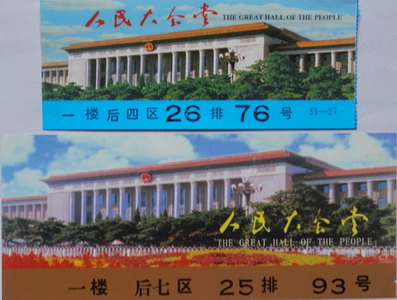 人民大会堂 THE GREAT HALL OF THE PEOPLE
一楼后四区 26 排 76 号 55-27
人民大会堂
THE GREAT HALL OF THE PEOPLE
一楼 后七区 25 排 93 号